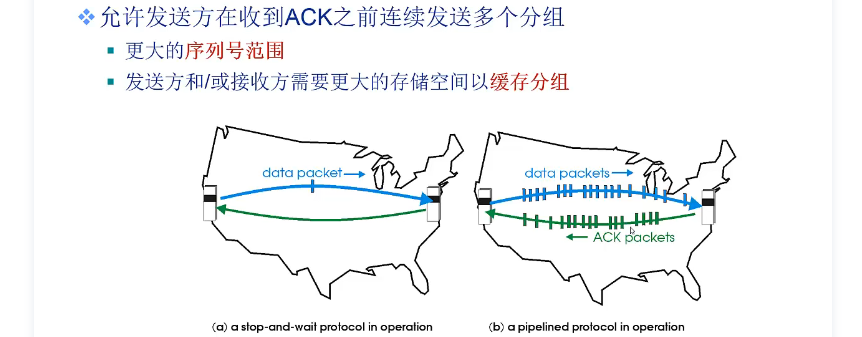 允许发送方在收到ACK之前连续发送多个分组
更大的序列号范围
发送方和/或接收方需要更大的存储空间以缓存分组
data packet
data packets
ACK packets
(a) a stop-and-wait protocol in operation
(b) a pipelined protocol in operation